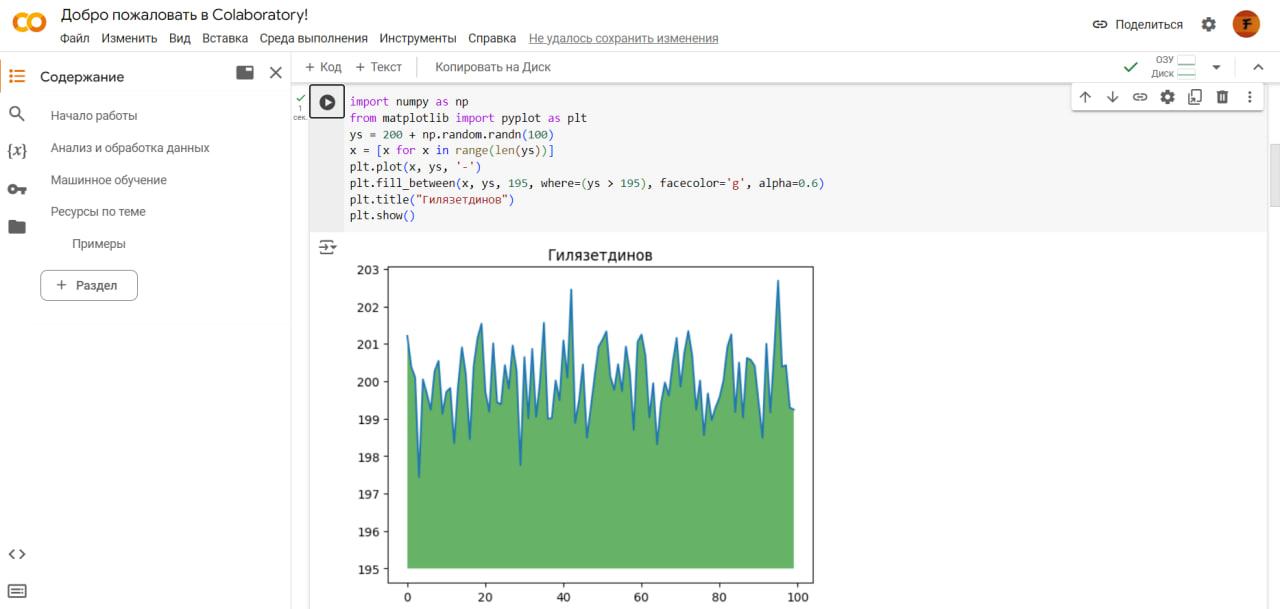 Добро пожаловать в Colaboratory!
Файл Изменить Вид Вставка Среда выполнения Инструменты Справка Не удалось сохранить изменения
Поделиться
Содержание
Начало работы
Анализ и обработка данных
Машинное обучение
Ресурсы по теме
Примеры
+ Раздел
+ Код + Текст Копировать на Диск
ОЗУ
Диск
1
сек.
import numpy as np
from matplotlib import pyplot as plt
ys = 200 + np.random.randn(100)
x = [x for x in range(len(ys))]
plt.plot(x, ys, '-')
plt.fill_between(x, ys, 195, where=(ys > 195), facecolor='g', alpha=0.6)
plt.title("Гилязетдинов")
plt.show()
Гилязетдинов
203
202
201
200
199
198
197
196
195
0 20 40 60 80 100